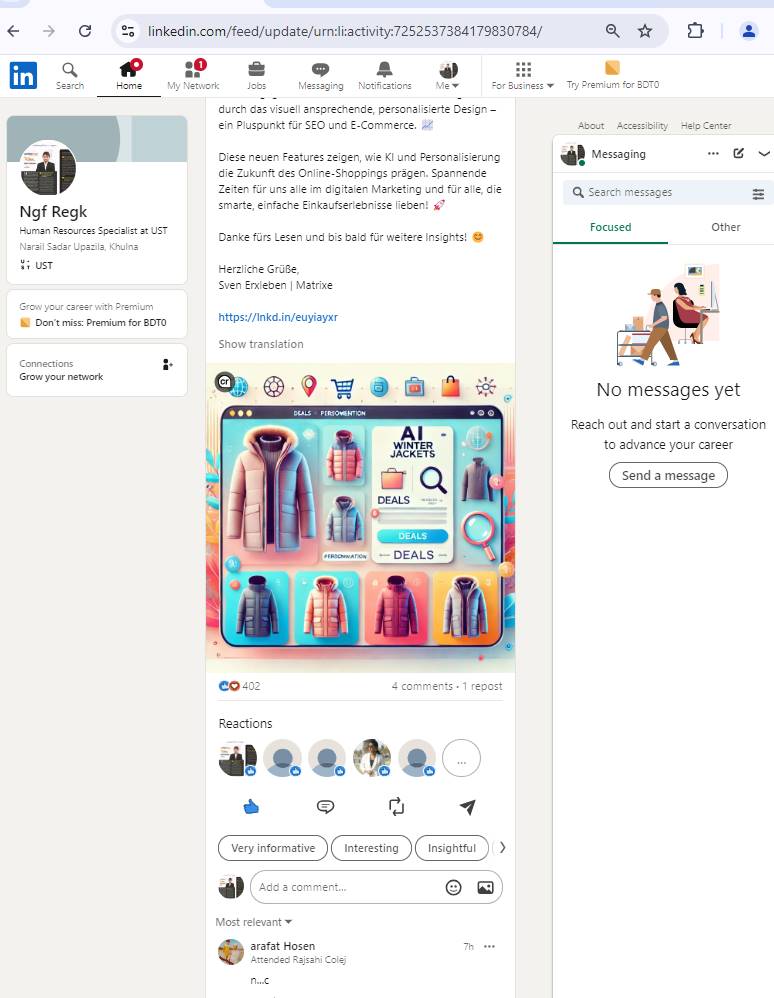 linkedin.com/feed/update/urn:li:activity:7252537384179830784/
in
Search
Home
1
My Network
Jobs
Messaging
Notifications
Me
For Business
Try Premium for BDT0
Ngf Regk
Human Resources Specialist at UST
Narail Sadar Upazila, Khulna
UST
Grow your career with Premium
Don't miss: Premium for BDT0
Connections
Grow your network
durch das visuell ansprechende, personalisierte Design –
ein Pluspunkt für SEO und E-Commerce. 📈
Diese neuen Features zeigen, wie KI und Personalisierung
die Zukunft des Online-Shoppings prägen. Spannende
Zeiten für uns alle im digitalen Marketing und für alle, die
smarte, einfache Einkaufserlebnisse lieben! 🚀
Danke fürs Lesen und bis bald für weitere Insights! 😊
Herzliche Grüße,
Sven Erxleben | Matrixe
https://lnkd.in/euyiayxr
Show translation
cr
DEALS
AI
WINTER
JACKETS
DEALS
DEALS
DEALS
402
4 comments • 1 repost
Reactions
...
Very informative
Interesting
Insightful
Add a comment...
Most relevant
arafat Hosen
7h
Attended Rajsahi Colej
n...c
About
Accessibility
Help Center
Messaging
Search messages
Focused
Other
No messages yet
Reach out and start a conversation
to advance your career
Send a message